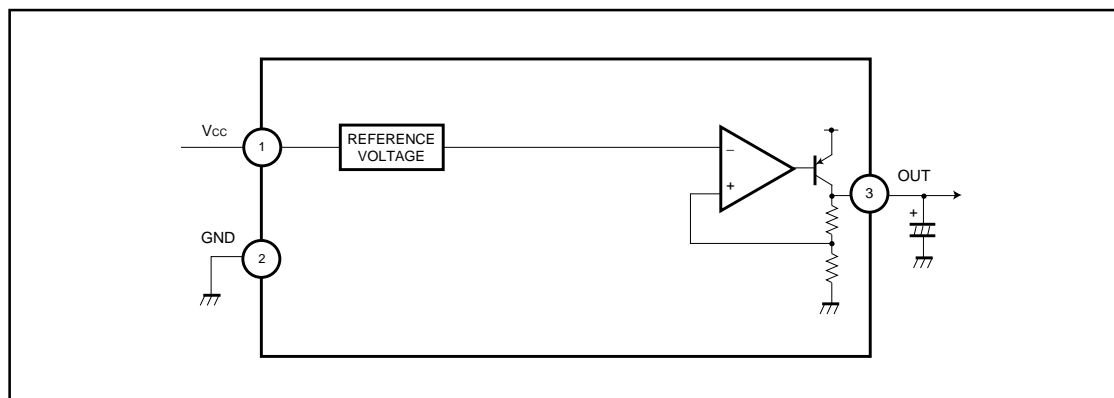 Vcc
1
REFERENCE
VOLTAGE
−
+
3
OUT
+
GND
2